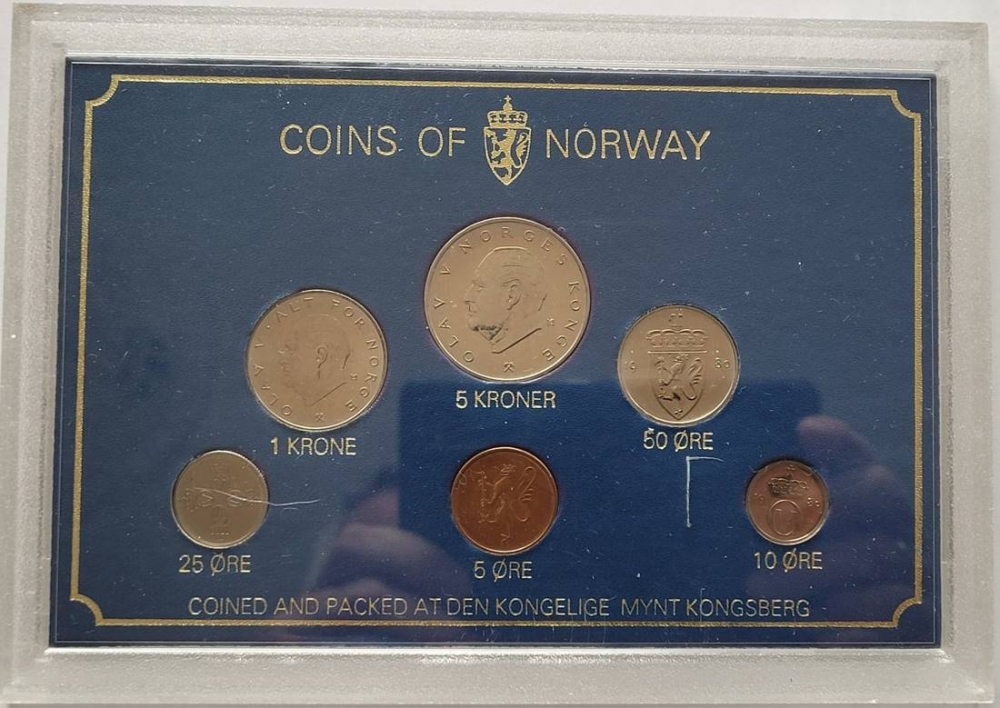 COINS OF NORWAY
OLAV V NORGES KONGE
OLAV V · ALT FOR NORGE
5 KRONER
1 KRONE
50 ØRE
25 ØRE
5 ØRE
10 ØRE
COINED AND PACKED AT DEN KONGELIGE MYNT KONGSBERG